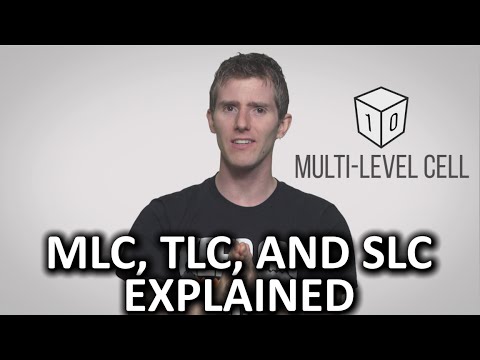 1 0
MULTI-LEVEL CELL
MLC, TLC, AND SLC
EXPLAINED